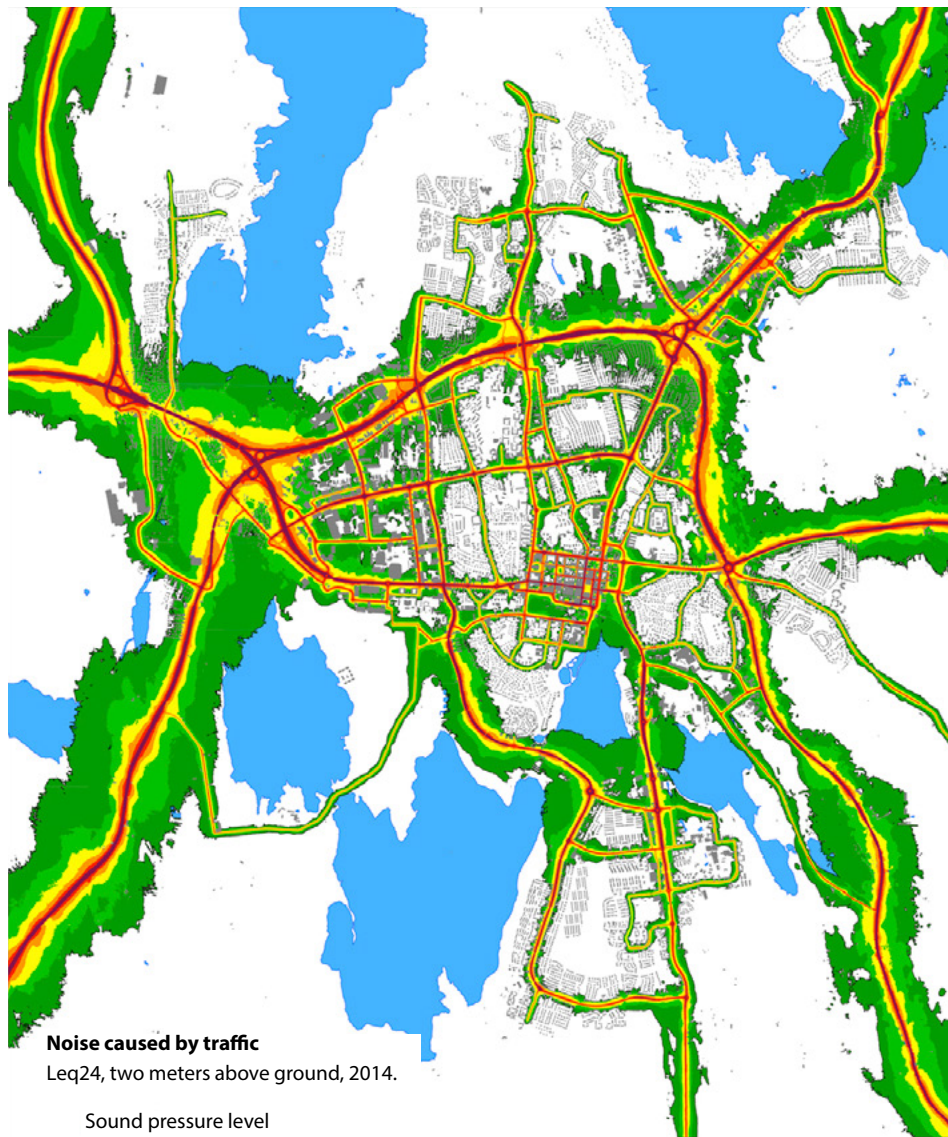 Noise caused by traffic
Leq24, two meters above ground, 2014.
Sound pressure level